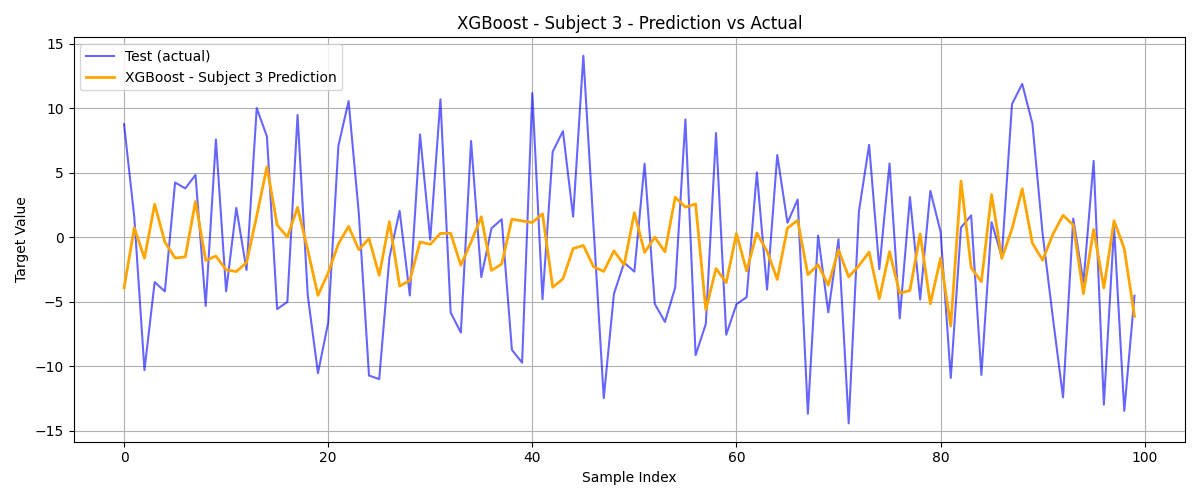 XGBoost - Subject 3 - Prediction vs Actual
Test (actual)
XGBoost - Subject 3 Prediction
Target Value
15
10
5
0
−5
−10
−15
0 20 40 60 80 100
Sample Index